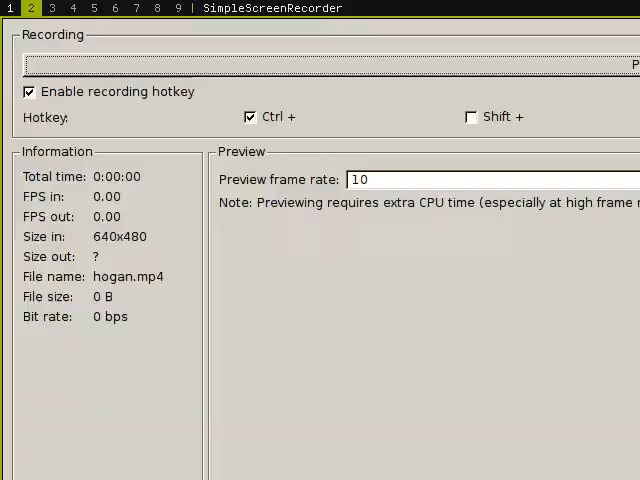 1 2 3 4 5 6 7 8 9 | SimpleScreenRecorder
Recording
P
Enable recording hotkey
Hotkey: Ctrl + Shift +
Information
Total time: 0:00:00
FPS in: 0.00
FPS out: 0.00
Size in: 640x480
Size out: ?
File name: hogan.mp4
File size: 0 B
Bit rate: 0 bps
Preview
Preview frame rate: 10
Note: Previewing requires extra CPU time (especially at high frame